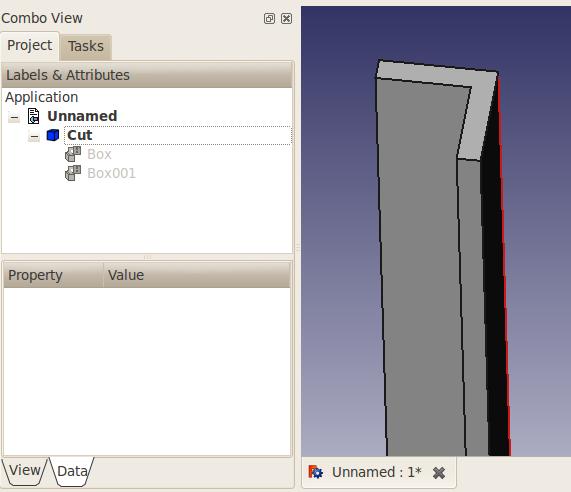 Combo View
Project Tasks
Labels & Attributes
Application
Unnamed
Cut
Box
Box001
Property Value
View Data
Unnamed : 1*